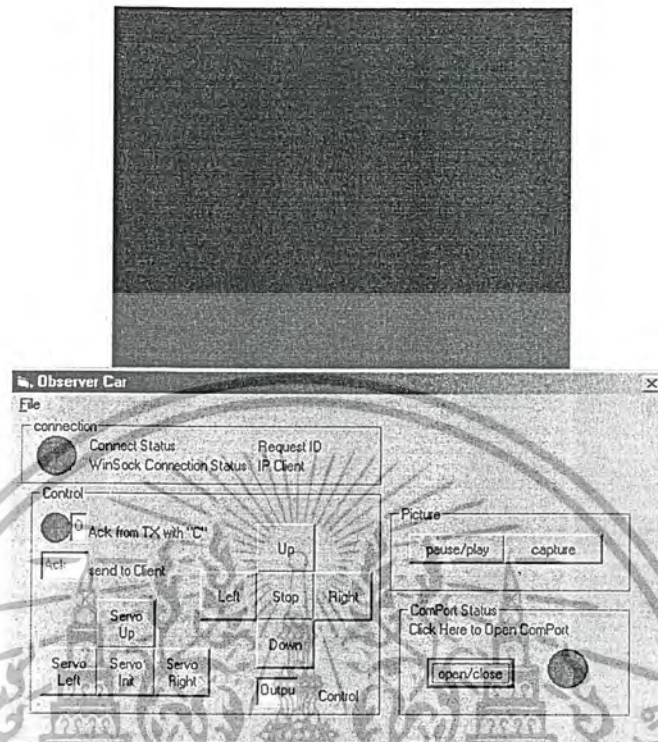 Observer Car
File
connection
Connect Status Request ID
WinSock Connection Status IP Client
Control
Ack from TX with "C"
Ack
send to Client
Up
Left Stop Right
Down
Servo Up
Servo Left Servo Init Servo Right
Outpu Control
Picture
pause/play capture
ComPort Status
Click Here to Open ComPort
open/close